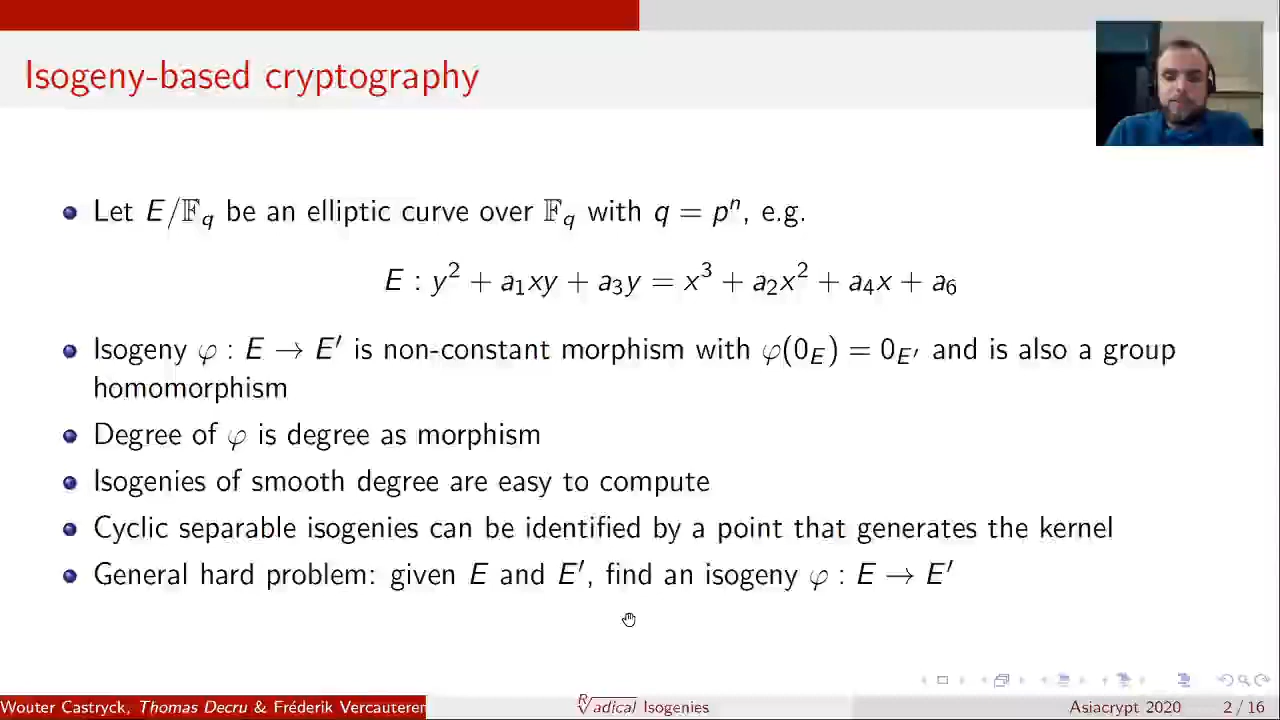 Isogeny-based cryptography
Let E/𝔽_q be an elliptic curve over 𝔽_q with q = pⁿ, e.g.
E : y² + a₁xy + a₃y = x³ + a₂x² + a₄x + a₆
Isogeny φ : E → E′ is non-constant morphism with φ(0_E) = 0_E′ and is also a group
homomorphism
Degree of φ is degree as morphism
Isogenies of smooth degree are easy to compute
Cyclic separable isogenies can be identified by a point that generates the kernel
General hard problem: given E and E′, find an isogeny φ : E → E′
Wouter Castryck, Thomas Decru & Fréderik Vercauteren
√Radical Isogenies
Asiacrypt 2020
2 / 16